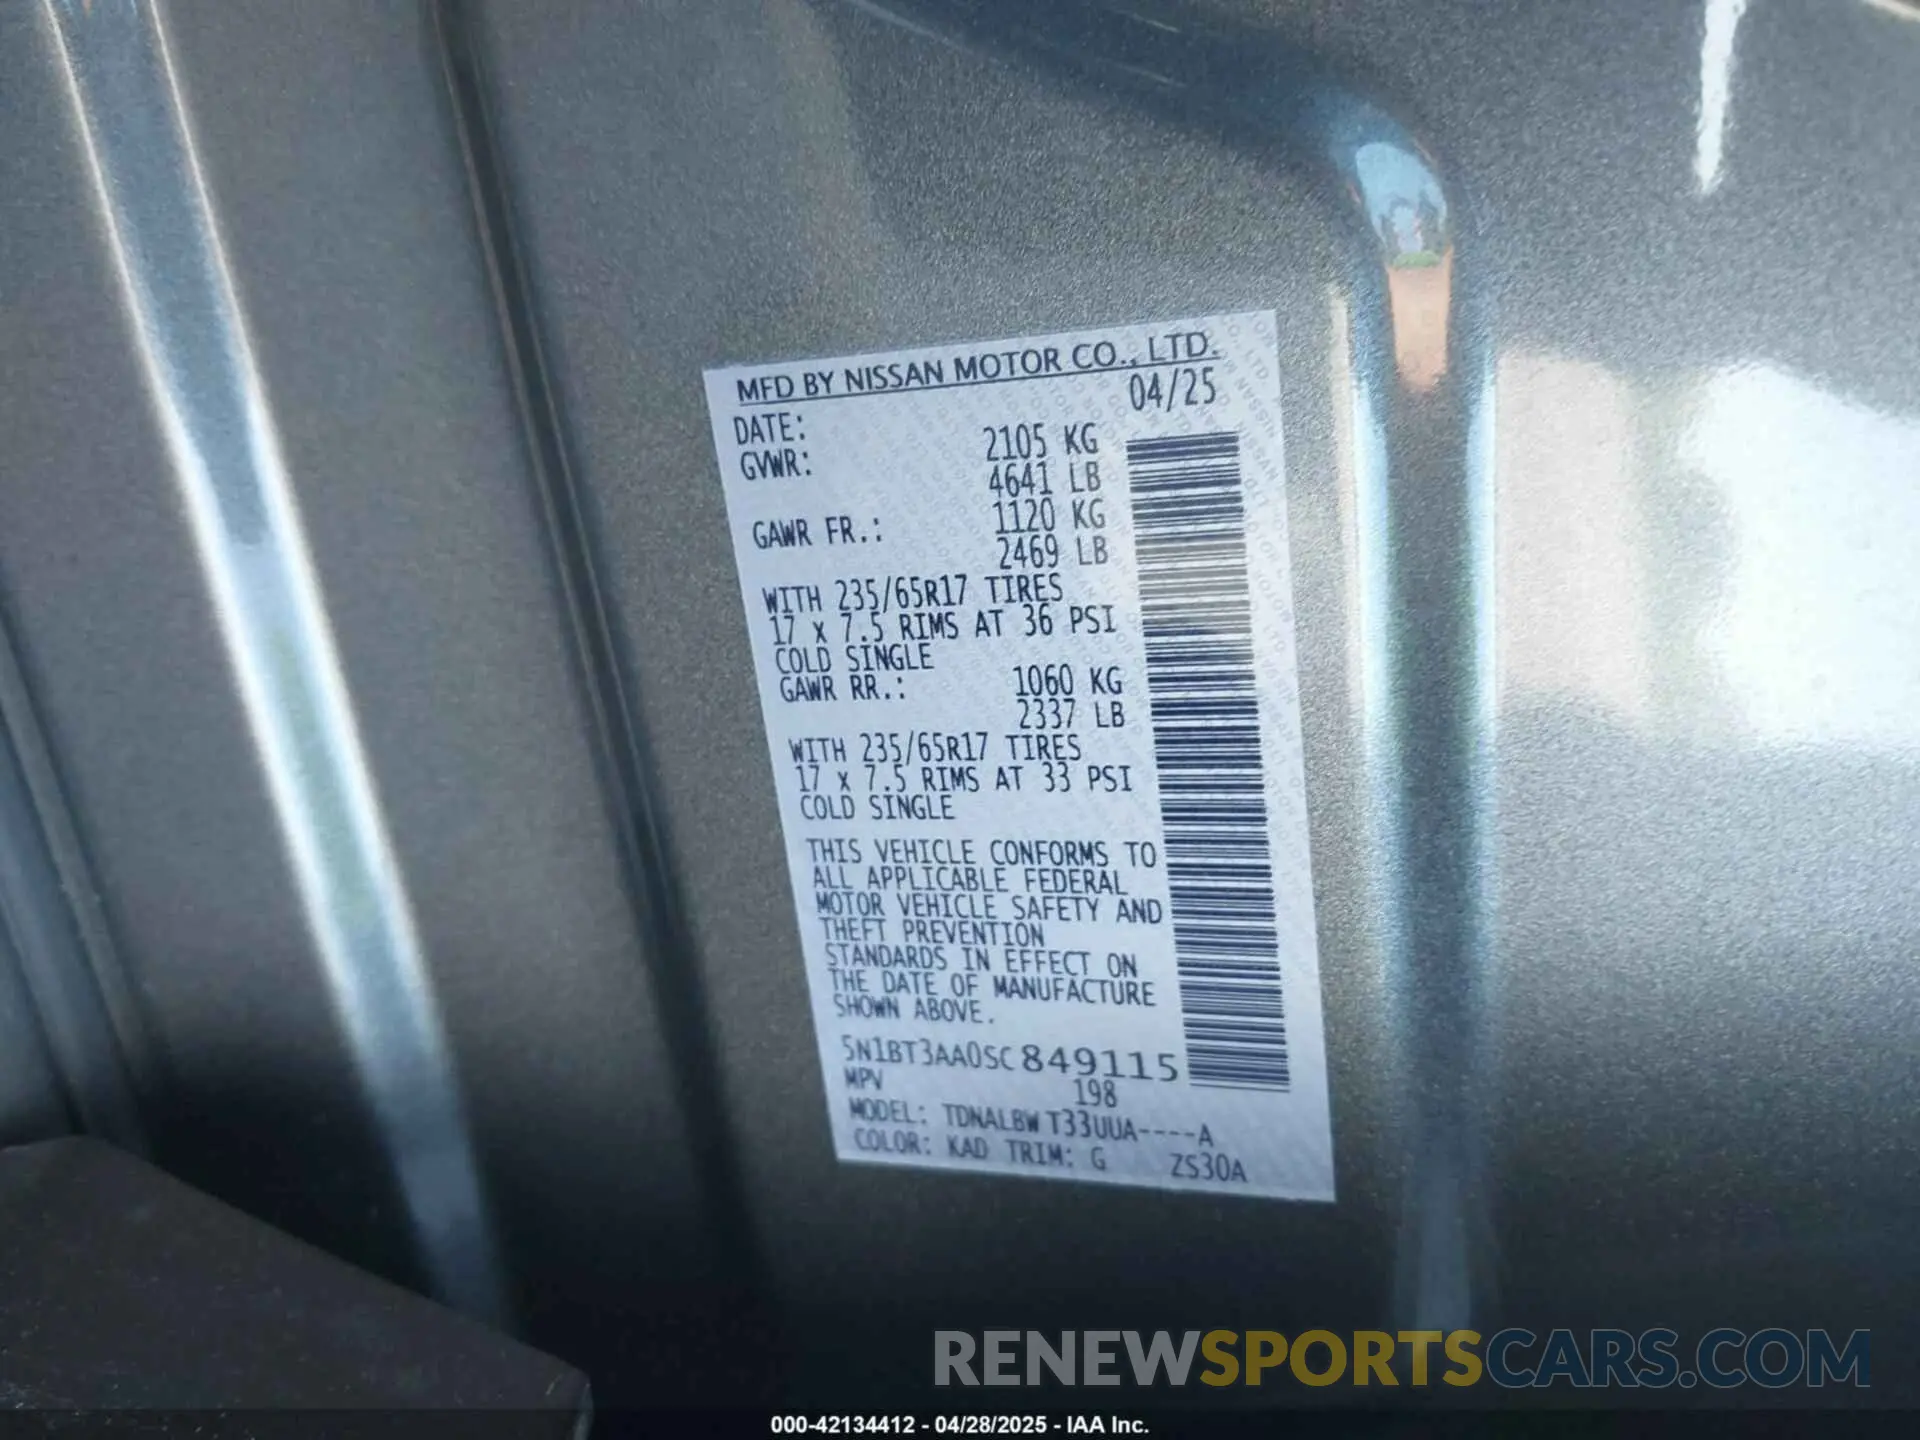 MFD BY NISSAN MOTOR CO., LTD.
DATE: 04/25
GVWR: 2105 KG
4641 LB
GAWR FR.: 1120 KG
2469 LB
WITH 235/65R17 TIRES
17 x 7.5 RIMS AT 36 PSI
COLD SINGLE
GAWR RR.: 1060 KG
2337 LB
WITH 235/65R17 TIRES
17 x 7.5 RIMS AT 33 PSI
COLD SINGLE
THIS VEHICLE CONFORMS TO
ALL APPLICABLE FEDERAL
MOTOR VEHICLE SAFETY AND
THEFT PREVENTION
STANDARDS IN EFFECT ON
THE DATE OF MANUFACTURE
SHOWN ABOVE.
5N1BT3AA0SC849115
MPV 198
MODEL: TDNALBW T33UUA----A
COLOR: KAD TRIM: G ZS30A
RENEWSPORTSCARS.COM
000-42134412 - 04/28/2025 - IAA Inc.